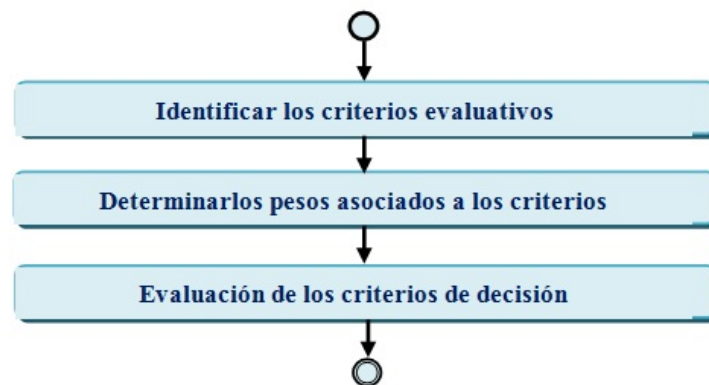 Identificar los criterios evaluativos
Determinarlos pesos asociados a los criterios
Evaluación de los criterios de decisión